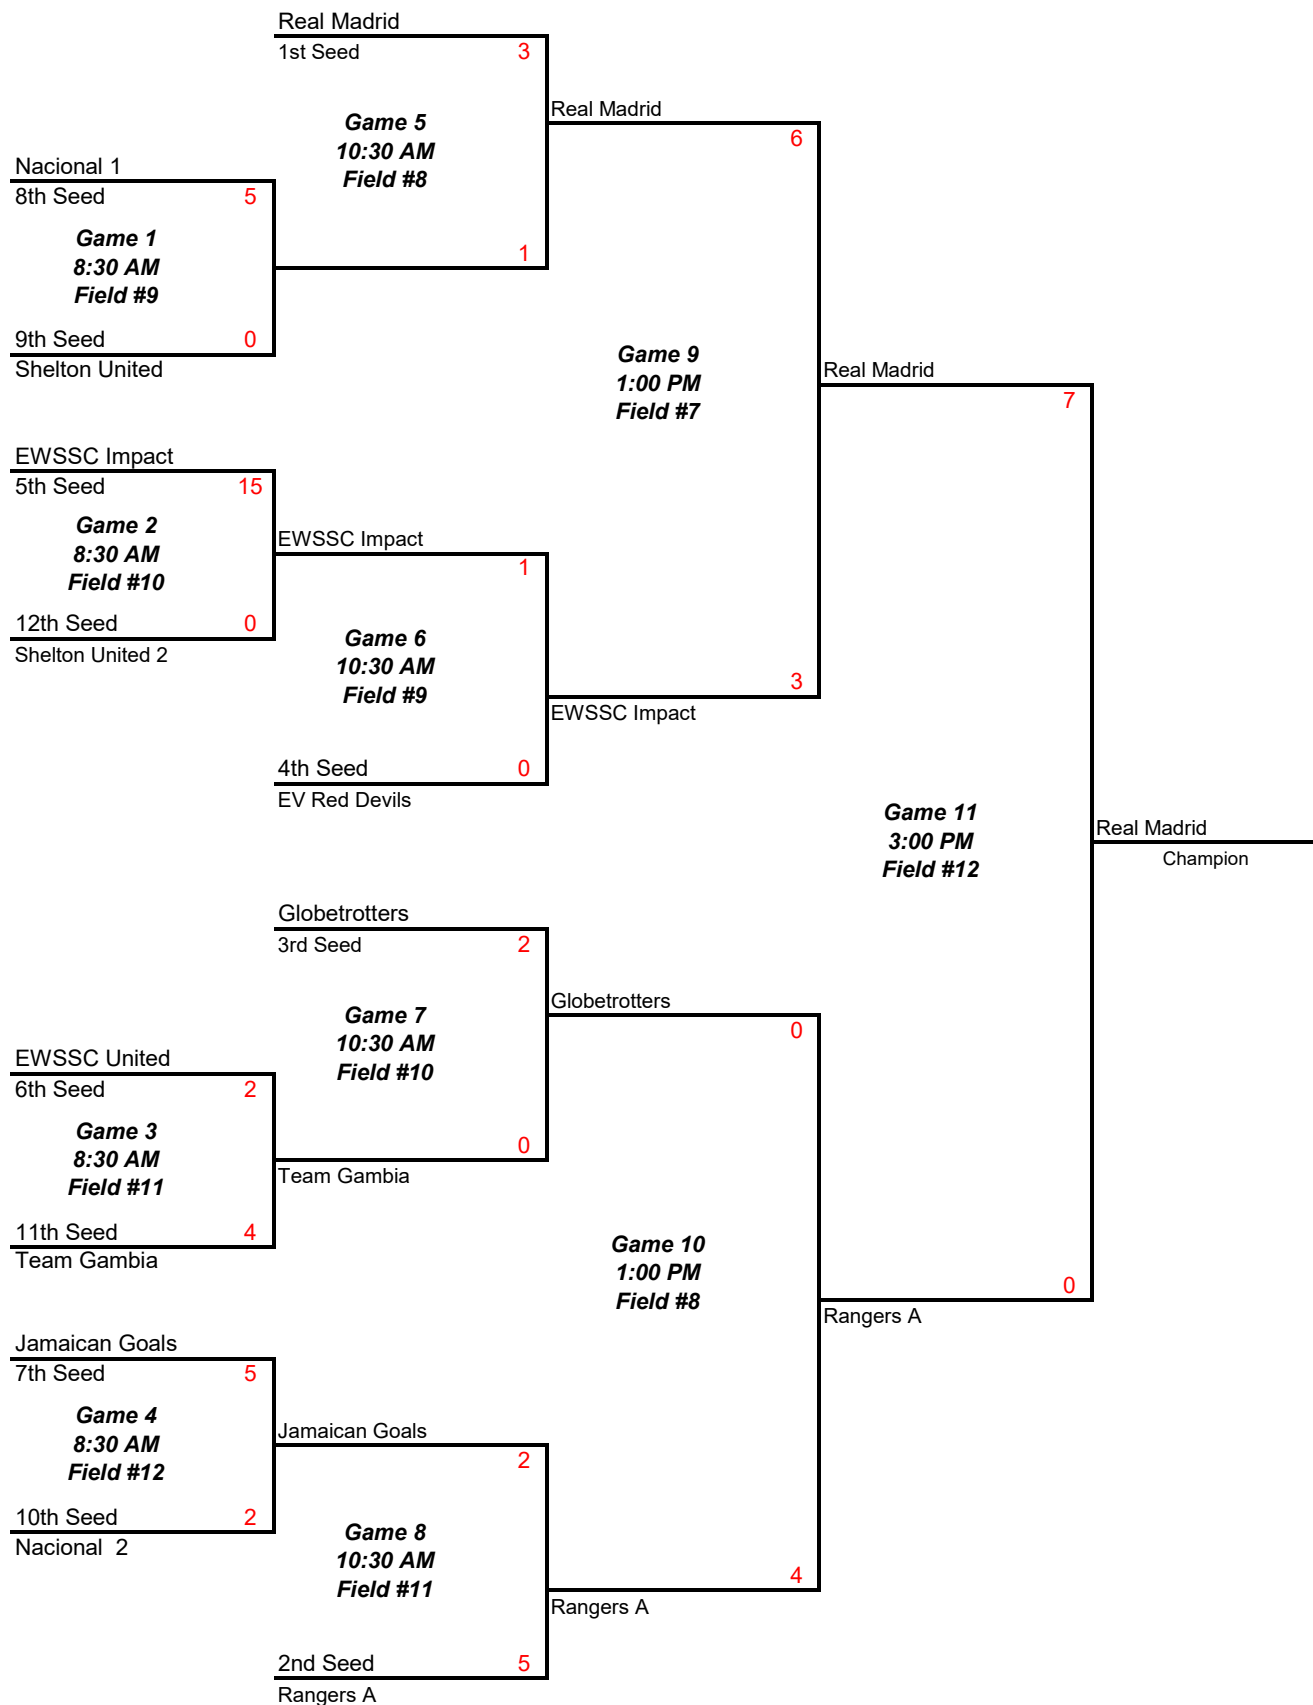 Real Madrid
1st Seed 3
Game 5
10:30 AM
Field #8
Real Madrid
6
Nacional 1
8th Seed 5
Game 1
8:30 AM
Field #9
1
9th Seed 0
Shelton United
Game 9
1:00 PM
Field #7
Real Madrid
7
EWSSC Impact
5th Seed 15
Game 2
8:30 AM
Field #10
EWSSC Impact
1
12th Seed 0
Shelton United 2
Game 6
10:30 AM
Field #9
3
EWSSC Impact
4th Seed 0
EV Red Devils
Game 11
3:00 PM
Field #12
Real Madrid
Champion
Globetrotters
3rd Seed 2
Game 7
10:30 AM
Field #10
Globetrotters
0
EWSSC United
6th Seed 2
Game 3
8:30 AM
Field #11
0
Team Gambia
11th Seed 4
Team Gambia
Game 10
1:00 PM
Field #8
0
Rangers A
Jamaican Goals
7th Seed 5
Game 4
8:30 AM
Field #12
Jamaican Goals
2
10th Seed 2
Nacional  2
Game 8
10:30 AM
Field #11
4
Rangers A
2nd Seed 5
Rangers A